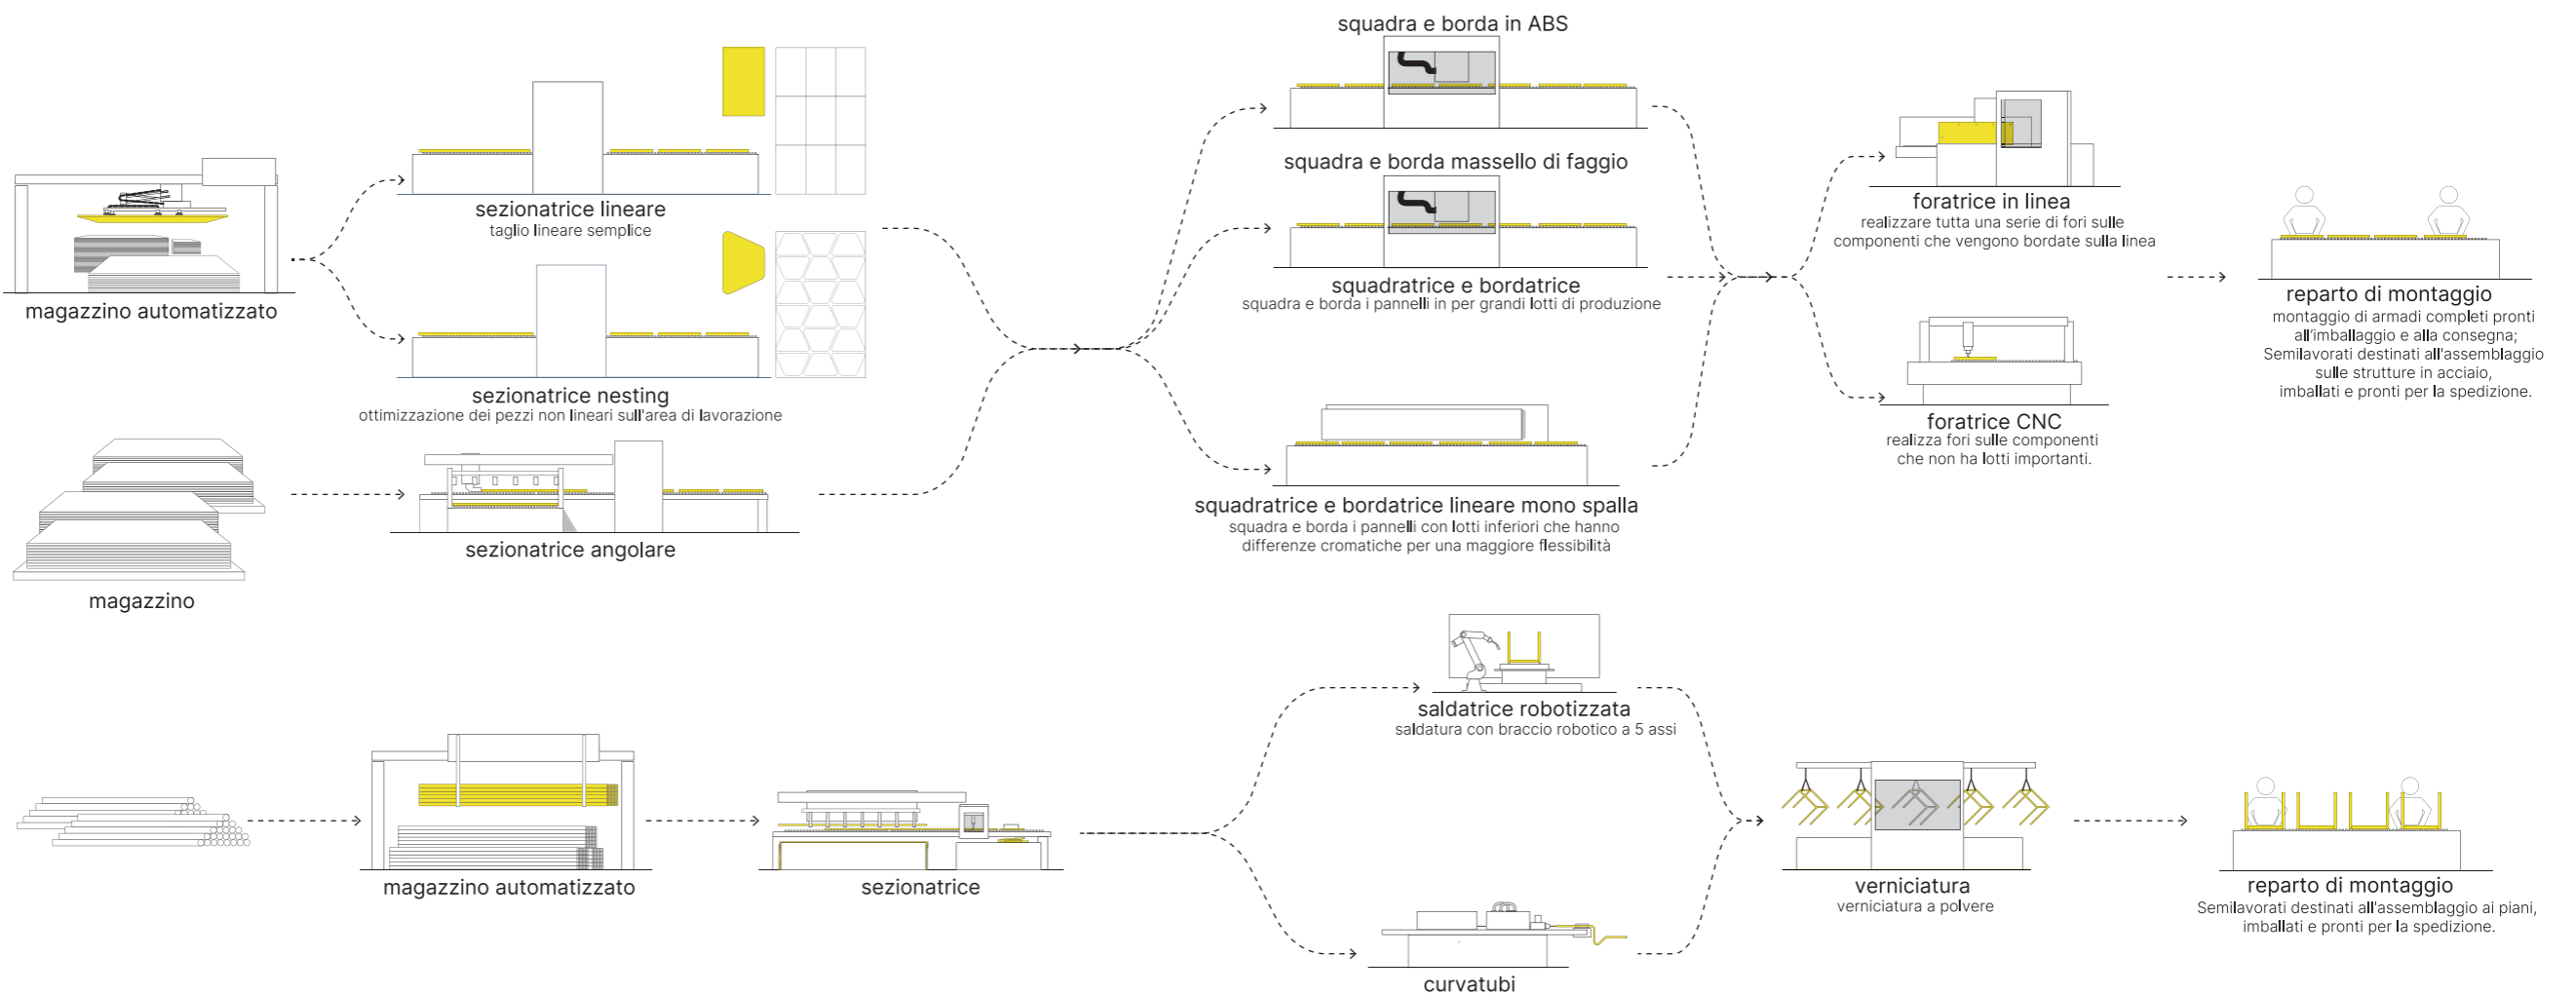 squadra e borda in ABS
squadra e borda massello di faggio
sezionatrice lineare
taglio lineare semplice
foratrice in linea
realizzare tutta una serie di fori sulle
componenti che vengono bordate sulla linea
squadratrice e bordatrice
squadra e borda i pannelli in per grandi lotti di produzione
reparto di montaggio
montaggio di armadi completi pronti
all'imballaggio e alla consegna;
Semilavorati destinati all'assemblaggio
sulle strutture in acciaio,
imballati e pronti per la spedizione.
magazzino automatizzato
sezionatrice nesting
ottimizzazione dei pezzi non lineari sull'area di lavorazione
foratrice CNC
realizza fori sulle componenti
che non ha lotti importanti.
squadratrice e bordatrice lineare mono spalla
squadra e borda i pannelli con lotti inferiori che hanno
differenze cromatiche per una maggiore flessibilità
sezionatrice angolare
magazzino
saldatrice robotizzata
saldatura con braccio robotico a 5 assi
magazzino automatizzato
sezionatrice
verniciatura
verniciatura a polvere
reparto di montaggio
Semilavorati destinati all'assemblaggio ai piani,
imballati e pronti per la spedizione.
curvatubi